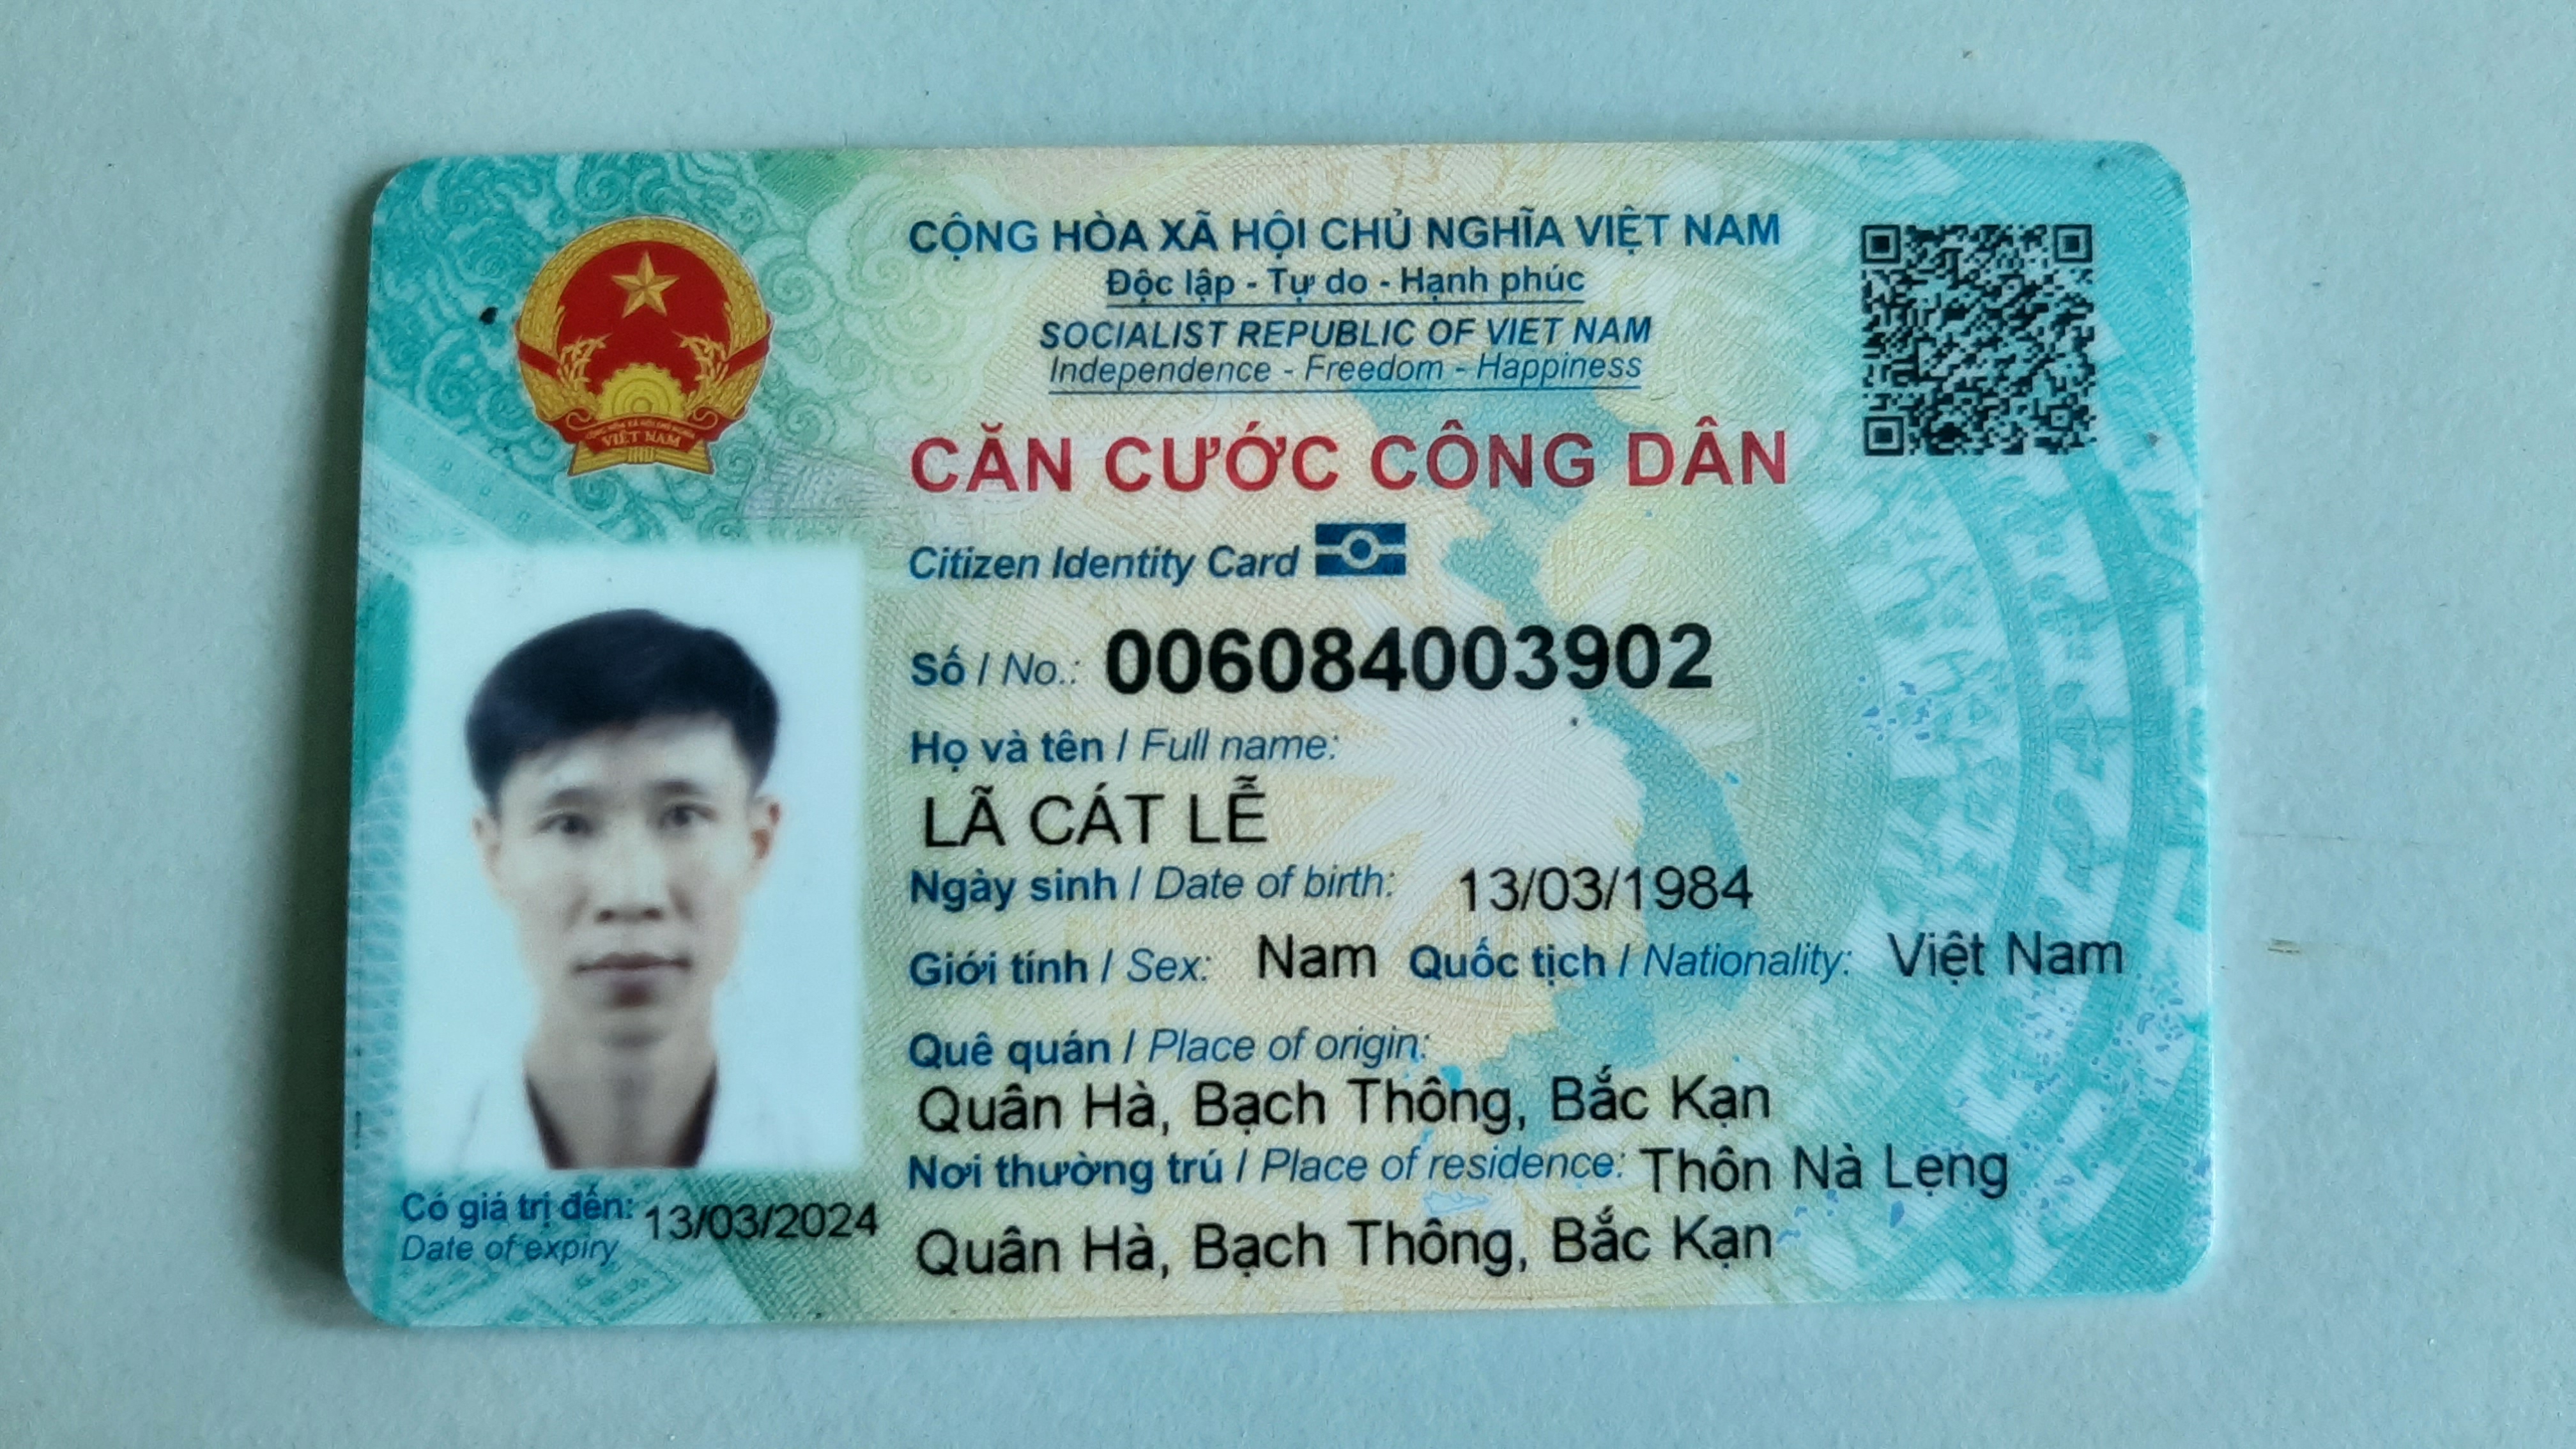 CỘNG HÒA XÃ HỘI CHỦ NGHĨA VIỆT NAM
Độc lập - Tự do - Hạnh phúc
SOCIALIST REPUBLIC OF VIET NAM
Independence - Freedom - Happiness
CĂN CƯỚC CÔNG DÂN
Citizen Identity Card
Số / No.: 006084003902
Họ và tên / Full name:
LÃ CÁT LỄ
Ngày sinh / Date of birth: 13/03/1984
Giới tính / Sex: Nam Quốc tịch / Nationality: Việt Nam
Quê quán / Place of origin:
Quân Hà, Bạch Thông, Bắc Kạn
Nơi thường trú / Place of residence: Thôn Nà Lẹng
Quân Hà, Bạch Thông, Bắc Kạn
Có giá trị đến: 13/03/2024
Date of expiry
VIỆT NAM